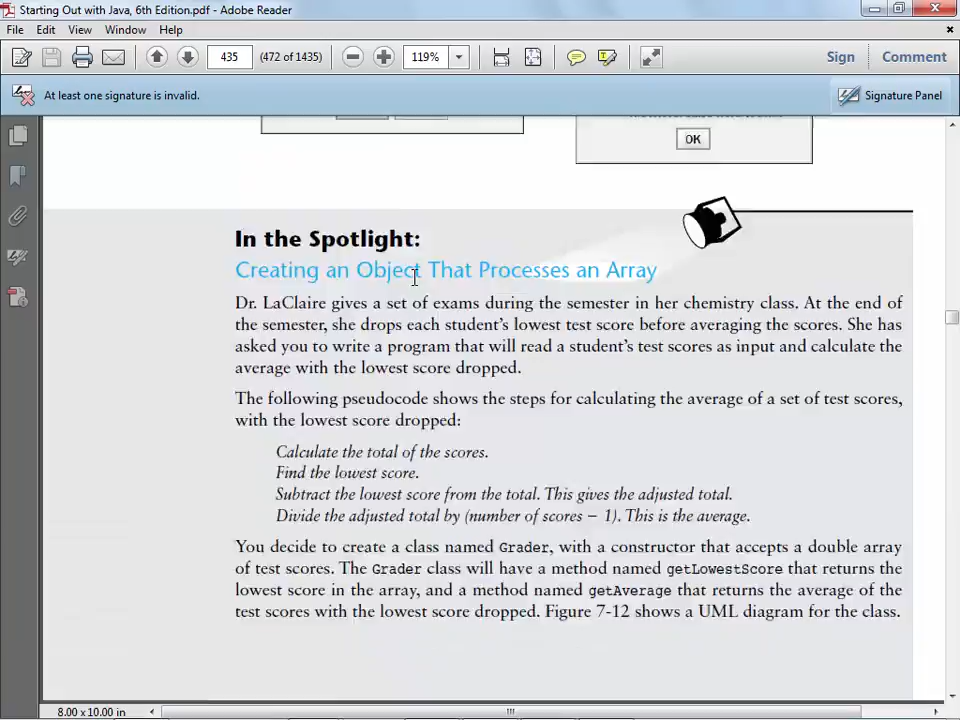 Starting Out with Java, 6th Edition.pdf - Adobe Reader
File Edit View Window Help
435 (472 of 1435) 119% Sign Comment
At least one signature is invalid. Signature Panel
OK
In the Spotlight:
Creating an Object That Processes an Array
Dr. LaClaire gives a set of exams during the semester in her chemistry class. At the end of
the semester, she drops each student's lowest test score before averaging the scores. She has
asked you to write a program that will read a student's test scores as input and calculate the
average with the lowest score dropped.
The following pseudocode shows the steps for calculating the average of a set of test scores,
with the lowest score dropped:
Calculate the total of the scores.
Find the lowest score.
Subtract the lowest score from the total. This gives the adjusted total.
Divide the adjusted total by (number of scores − 1). This is the average.
You decide to create a class named Grader, with a constructor that accepts a double array
of test scores. The Grader class will have a method named getLowestScore that returns the
lowest score in the array, and a method named getAverage that returns the average of the
test scores with the lowest score dropped. Figure 7-12 shows a UML diagram for the class.
8.00 x 10.00 in